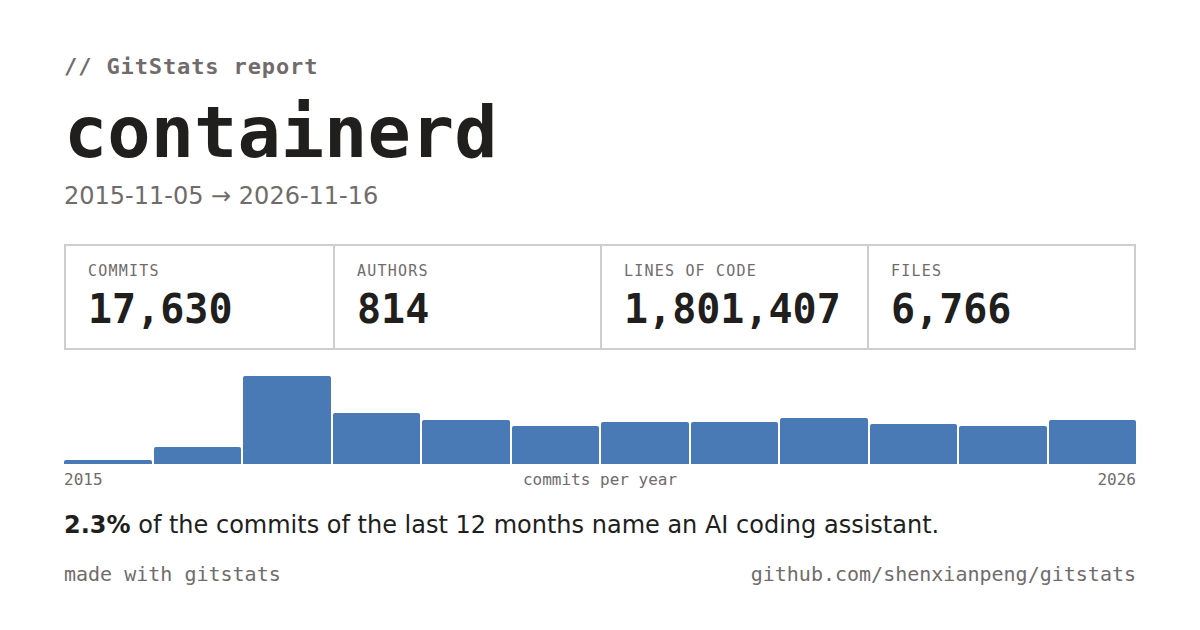 // GitStats report
containerd
2015-11-05 → 2026-11-16
COMMITS
17,630
AUTHORS
814
LINES OF CODE
1,801,407
FILES
6,766
2015
commits per year
2026
2.3% of the commits of the last 12 months name an AI coding assistant.
made with gitstats
github.com/shenxianpeng/gitstats